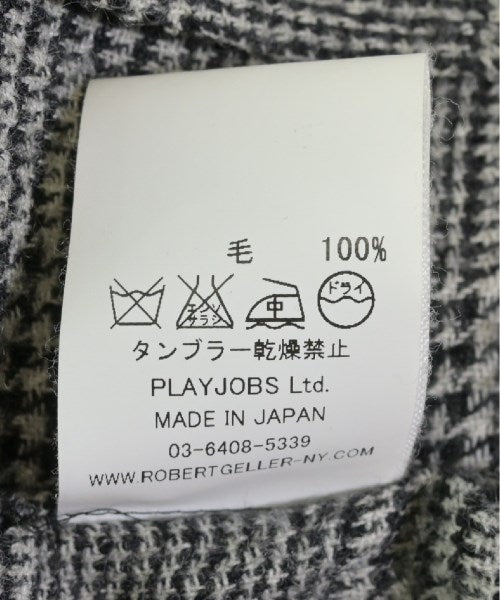 毛 100%
エンソ サラシ 中 ドライ
タンブラー乾燥禁止
PLAYJOBS Ltd.
MADE IN JAPAN
03-6408-5339
WWW.ROBERTGELLER-NY.COM